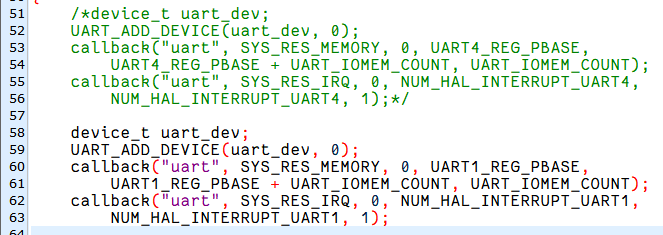 51 /*device_t uart_dev;
52 UART_ADD_DEVICE(uart_dev, 0);
53 callback("uart", SYS_RES_MEMORY, 0, UART4_REG_PBASE,
54 UART4_REG_PBASE + UART_IOMEM_COUNT, UART_IOMEM_COUNT);
55 callback("uart", SYS_RES_IRQ, 0, NUM_HAL_INTERRUPT_UART4,
56 NUM_HAL_INTERRUPT_UART4, 1);*/
57
58 device_t uart_dev;
59 UART_ADD_DEVICE(uart_dev, 0);
60 callback("uart", SYS_RES_MEMORY, 0, UART1_REG_PBASE,
61 UART1_REG_PBASE + UART_IOMEM_COUNT, UART_IOMEM_COUNT);
62 callback("uart", SYS_RES_IRQ, 0, NUM_HAL_INTERRUPT_UART1,
63 NUM_HAL_INTERRUPT_UART1, 1);
64